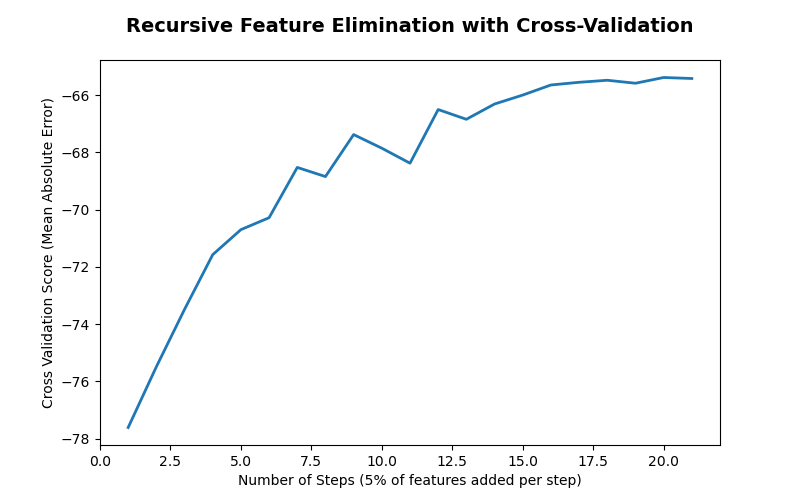 Recursive Feature Elimination with Cross-Validation
Cross Validation Score (Mean Absolute Error)
−66
−68
−70
−72
−74
−76
−78
0.0 2.5 5.0 7.5 10.0 12.5 15.0 17.5 20.0
Number of Steps (5% of features added per step)